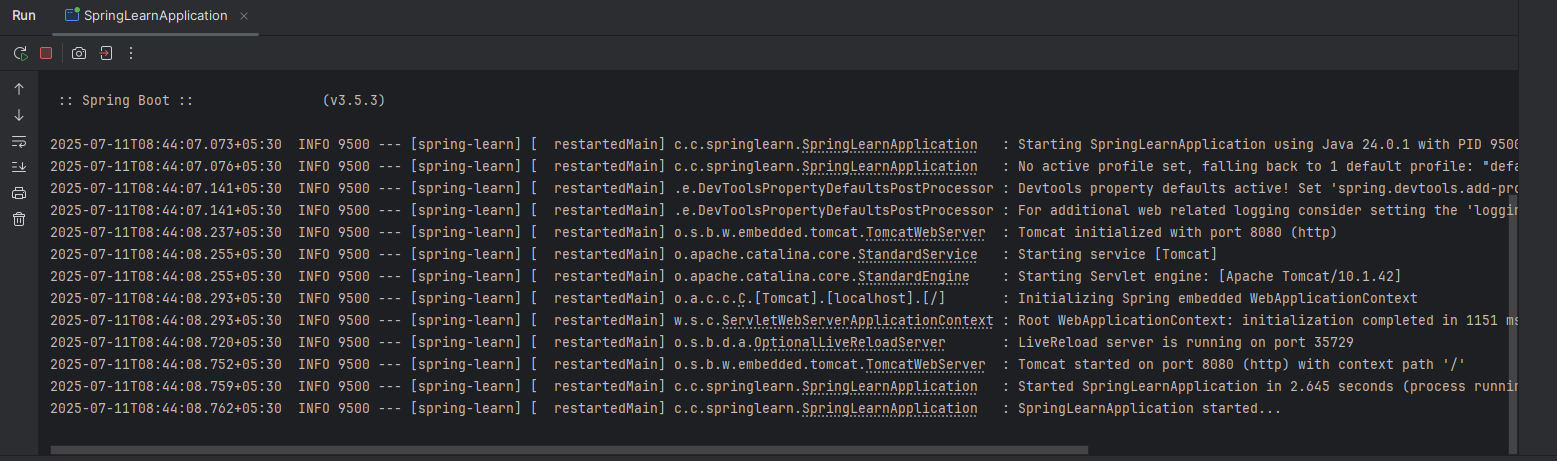 Run SpringLearnApplication
:: Spring Boot :: (v3.5.3)
2025-07-11T08:44:07.073+05:30 INFO 9500 --- [spring-learn] [ restartedMain] c.c.springlearn.SpringLearnApplication : Starting SpringLearnApplication using Java 24.0.1 with PID 9500
2025-07-11T08:44:07.076+05:30 INFO 9500 --- [spring-learn] [ restartedMain] c.c.springlearn.SpringLearnApplication : No active profile set, falling back to 1 default profile: "defa
2025-07-11T08:44:07.141+05:30 INFO 9500 --- [spring-learn] [ restartedMain] .e.DevToolsPropertyDefaultsPostProcessor : Devtools property defaults active! Set 'spring.devtools.add-pro
2025-07-11T08:44:07.141+05:30 INFO 9500 --- [spring-learn] [ restartedMain] .e.DevToolsPropertyDefaultsPostProcessor : For additional web related logging consider setting the 'loggin
2025-07-11T08:44:08.237+05:30 INFO 9500 --- [spring-learn] [ restartedMain] o.s.b.w.embedded.tomcat.TomcatWebServer : Tomcat initialized with port 8080 (http)
2025-07-11T08:44:08.255+05:30 INFO 9500 --- [spring-learn] [ restartedMain] o.apache.catalina.core.StandardService : Starting service [Tomcat]
2025-07-11T08:44:08.255+05:30 INFO 9500 --- [spring-learn] [ restartedMain] o.apache.catalina.core.StandardEngine : Starting Servlet engine: [Apache Tomcat/10.1.42]
2025-07-11T08:44:08.293+05:30 INFO 9500 --- [spring-learn] [ restartedMain] o.a.c.c.C.[Tomcat].[localhost].[/] : Initializing Spring embedded WebApplicationContext
2025-07-11T08:44:08.293+05:30 INFO 9500 --- [spring-learn] [ restartedMain] w.s.c.ServletWebServerApplicationContext : Root WebApplicationContext: initialization completed in 1151 ms
2025-07-11T08:44:08.720+05:30 INFO 9500 --- [spring-learn] [ restartedMain] o.s.b.d.a.OptionalLiveReloadServer : LiveReload server is running on port 35729
2025-07-11T08:44:08.752+05:30 INFO 9500 --- [spring-learn] [ restartedMain] o.s.b.w.embedded.tomcat.TomcatWebServer : Tomcat started on port 8080 (http) with context path '/'
2025-07-11T08:44:08.759+05:30 INFO 9500 --- [spring-learn] [ restartedMain] c.c.springlearn.SpringLearnApplication : Started SpringLearnApplication in 2.645 seconds (process runnin
2025-07-11T08:44:08.762+05:30 INFO 9500 --- [spring-learn] [ restartedMain] c.c.springlearn.SpringLearnApplication : SpringLearnApplication started...